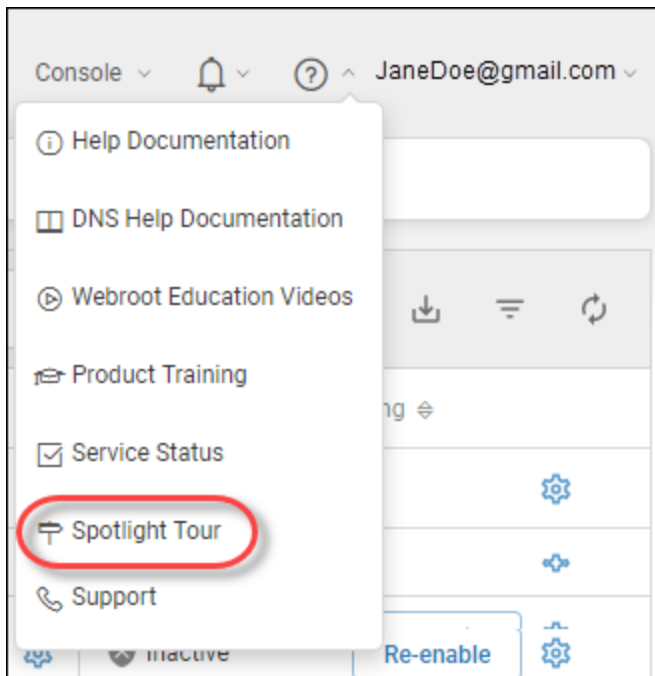 Console
JaneDoe@gmail.com
Help Documentation
DNS Help Documentation
Webroot Education Videos
Product Training
ng
Service Status
Spotlight Tour
Support
Inactive
Re-enable